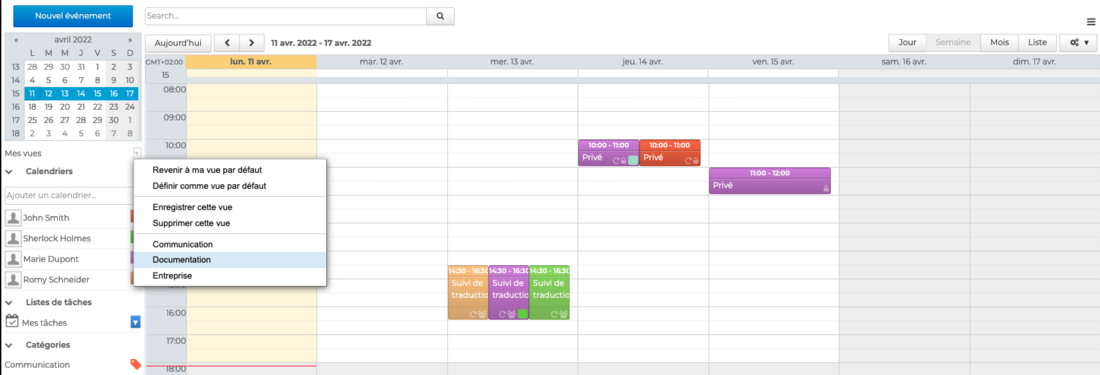 Nouvel événement
Search...
« avril 2022 »
L M M J V S D
13 28 29 30 31 1 2 3
14 4 5 6 7 8 9 10
15 11 12 13 14 15 16 17
16 18 19 20 21 22 23 24
17 25 26 27 28 29 30 1
18 2 3 4 5 6 7 8
Mes vues
Calendriers
Ajouter un calendrier...
John Smith
Sherlock Holmes
Marie Dupont
Romy Schneider
Listes de tâches
Mes tâches
Catégories
Communication
Revenir à ma vue par défaut
Définir comme vue par défaut
Enregistrer cette vue
Supprimer cette vue
Communication
Documentation
Entreprise
Aujourd'hui
11 avr. 2022 - 17 avr. 2022
Jour Semaine Mois Liste
GMT+02:00 lun. 11 avr. mar. 12 avr. mer. 13 avr. jeu. 14 avr. ven. 15 avr. sam. 16 avr. dim. 17 avr.
15
08:00
09:00
10:00
16:00
17:00
18:00
10:00 - 11:00
Privé
10:00 - 11:00
Privé
11:00 - 12:00
Privé
14:30 - 16:30
Suivi de
traductio
14:30 - 16:30
Suivi de
traductio
14:30 - 16:30
Suivi de
traductio